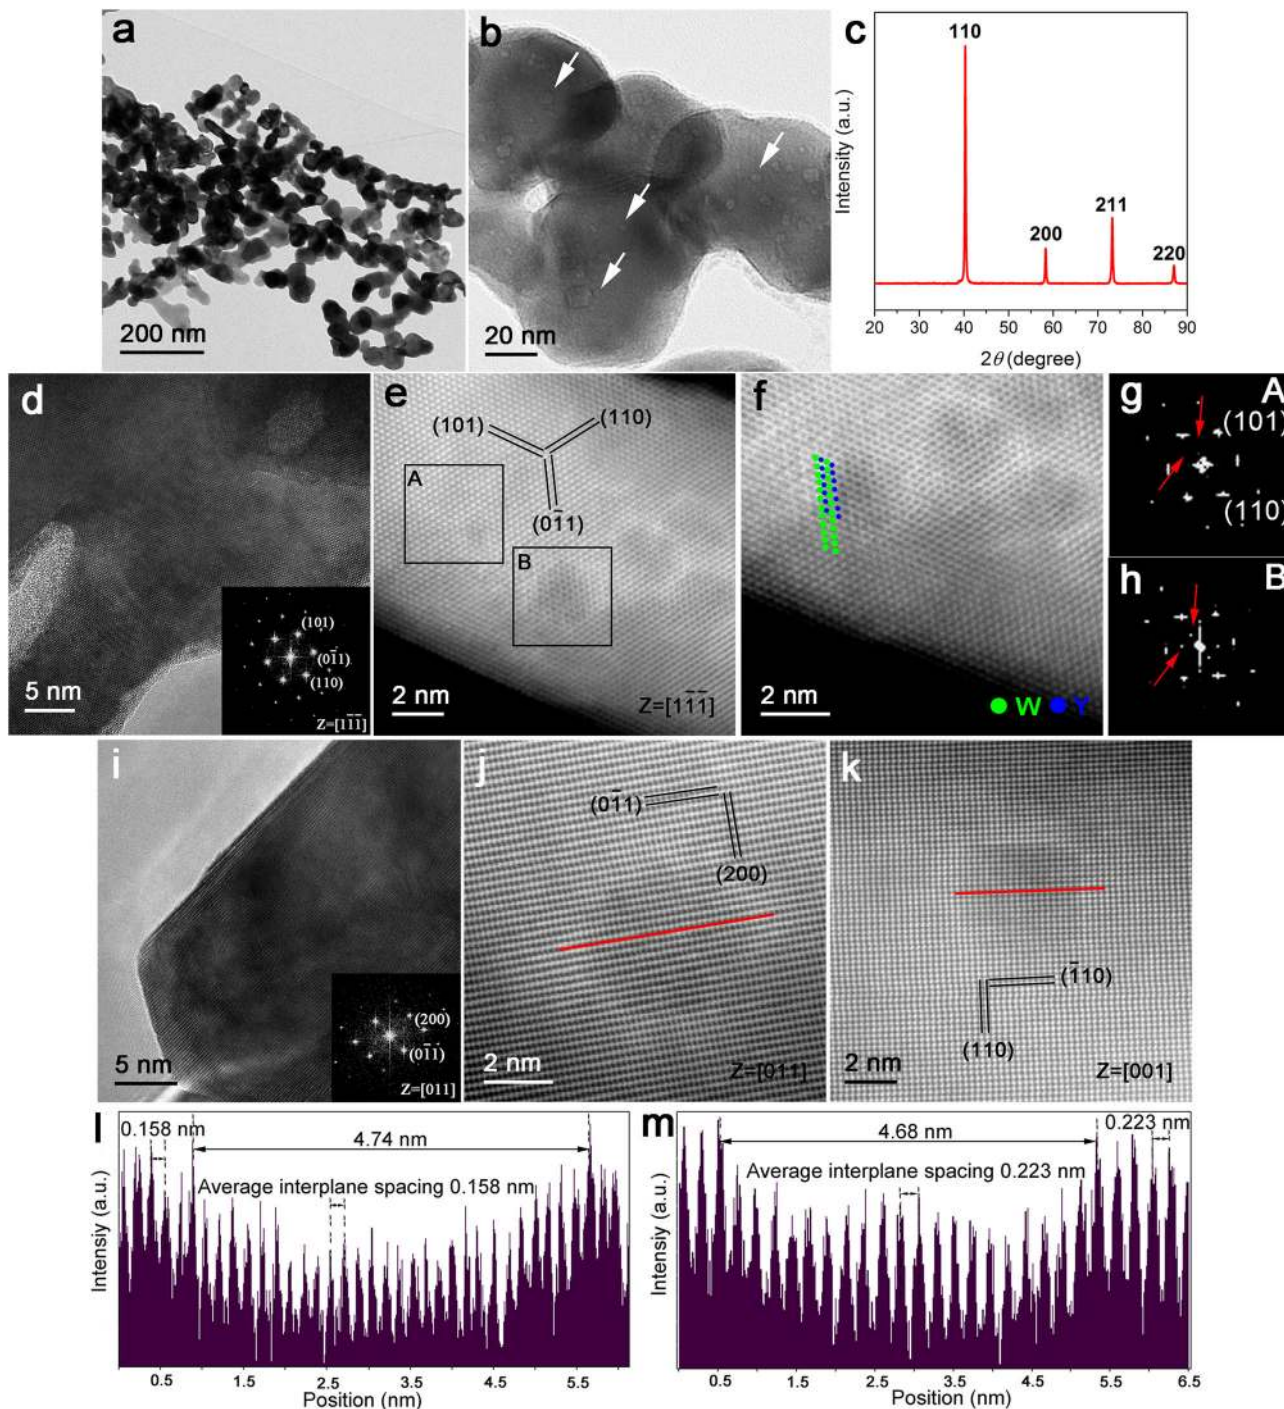 a
200 nm
b
20 nm
c
Intensity (a.u.)
110
200
211
220
20 30 40 50 60 70 80 90
2θ (degree)
d
5 nm
(101)
(01̄1)
(110)
Z=[11̄1̄]
e
(101)
(110)
(01̄1)
A
B
2 nm
Z=[11̄1̄]
f
2 nm
W Y
g
A
(101)
(110)
h
B
i
5 nm
(200)
(01̄1)
Z=[011]
j
(01̄1)
(200)
2 nm
Z=[011]
k
(1̄10)
(110)
2 nm
Z=[001]
l
0.158 nm
4.74 nm
Average interplane spacing 0.158 nm
Intensiy (a.u.)
0.5 1.5 2.5 3.5 4.5 5.5
Position (nm)
m
4.68 nm
0.223 nm
Average interplane spacing 0.223 nm
Intensiy (a.u.)
0.5 1.5 2.5 3.5 4.5 5.5 6.5
Position (nm)